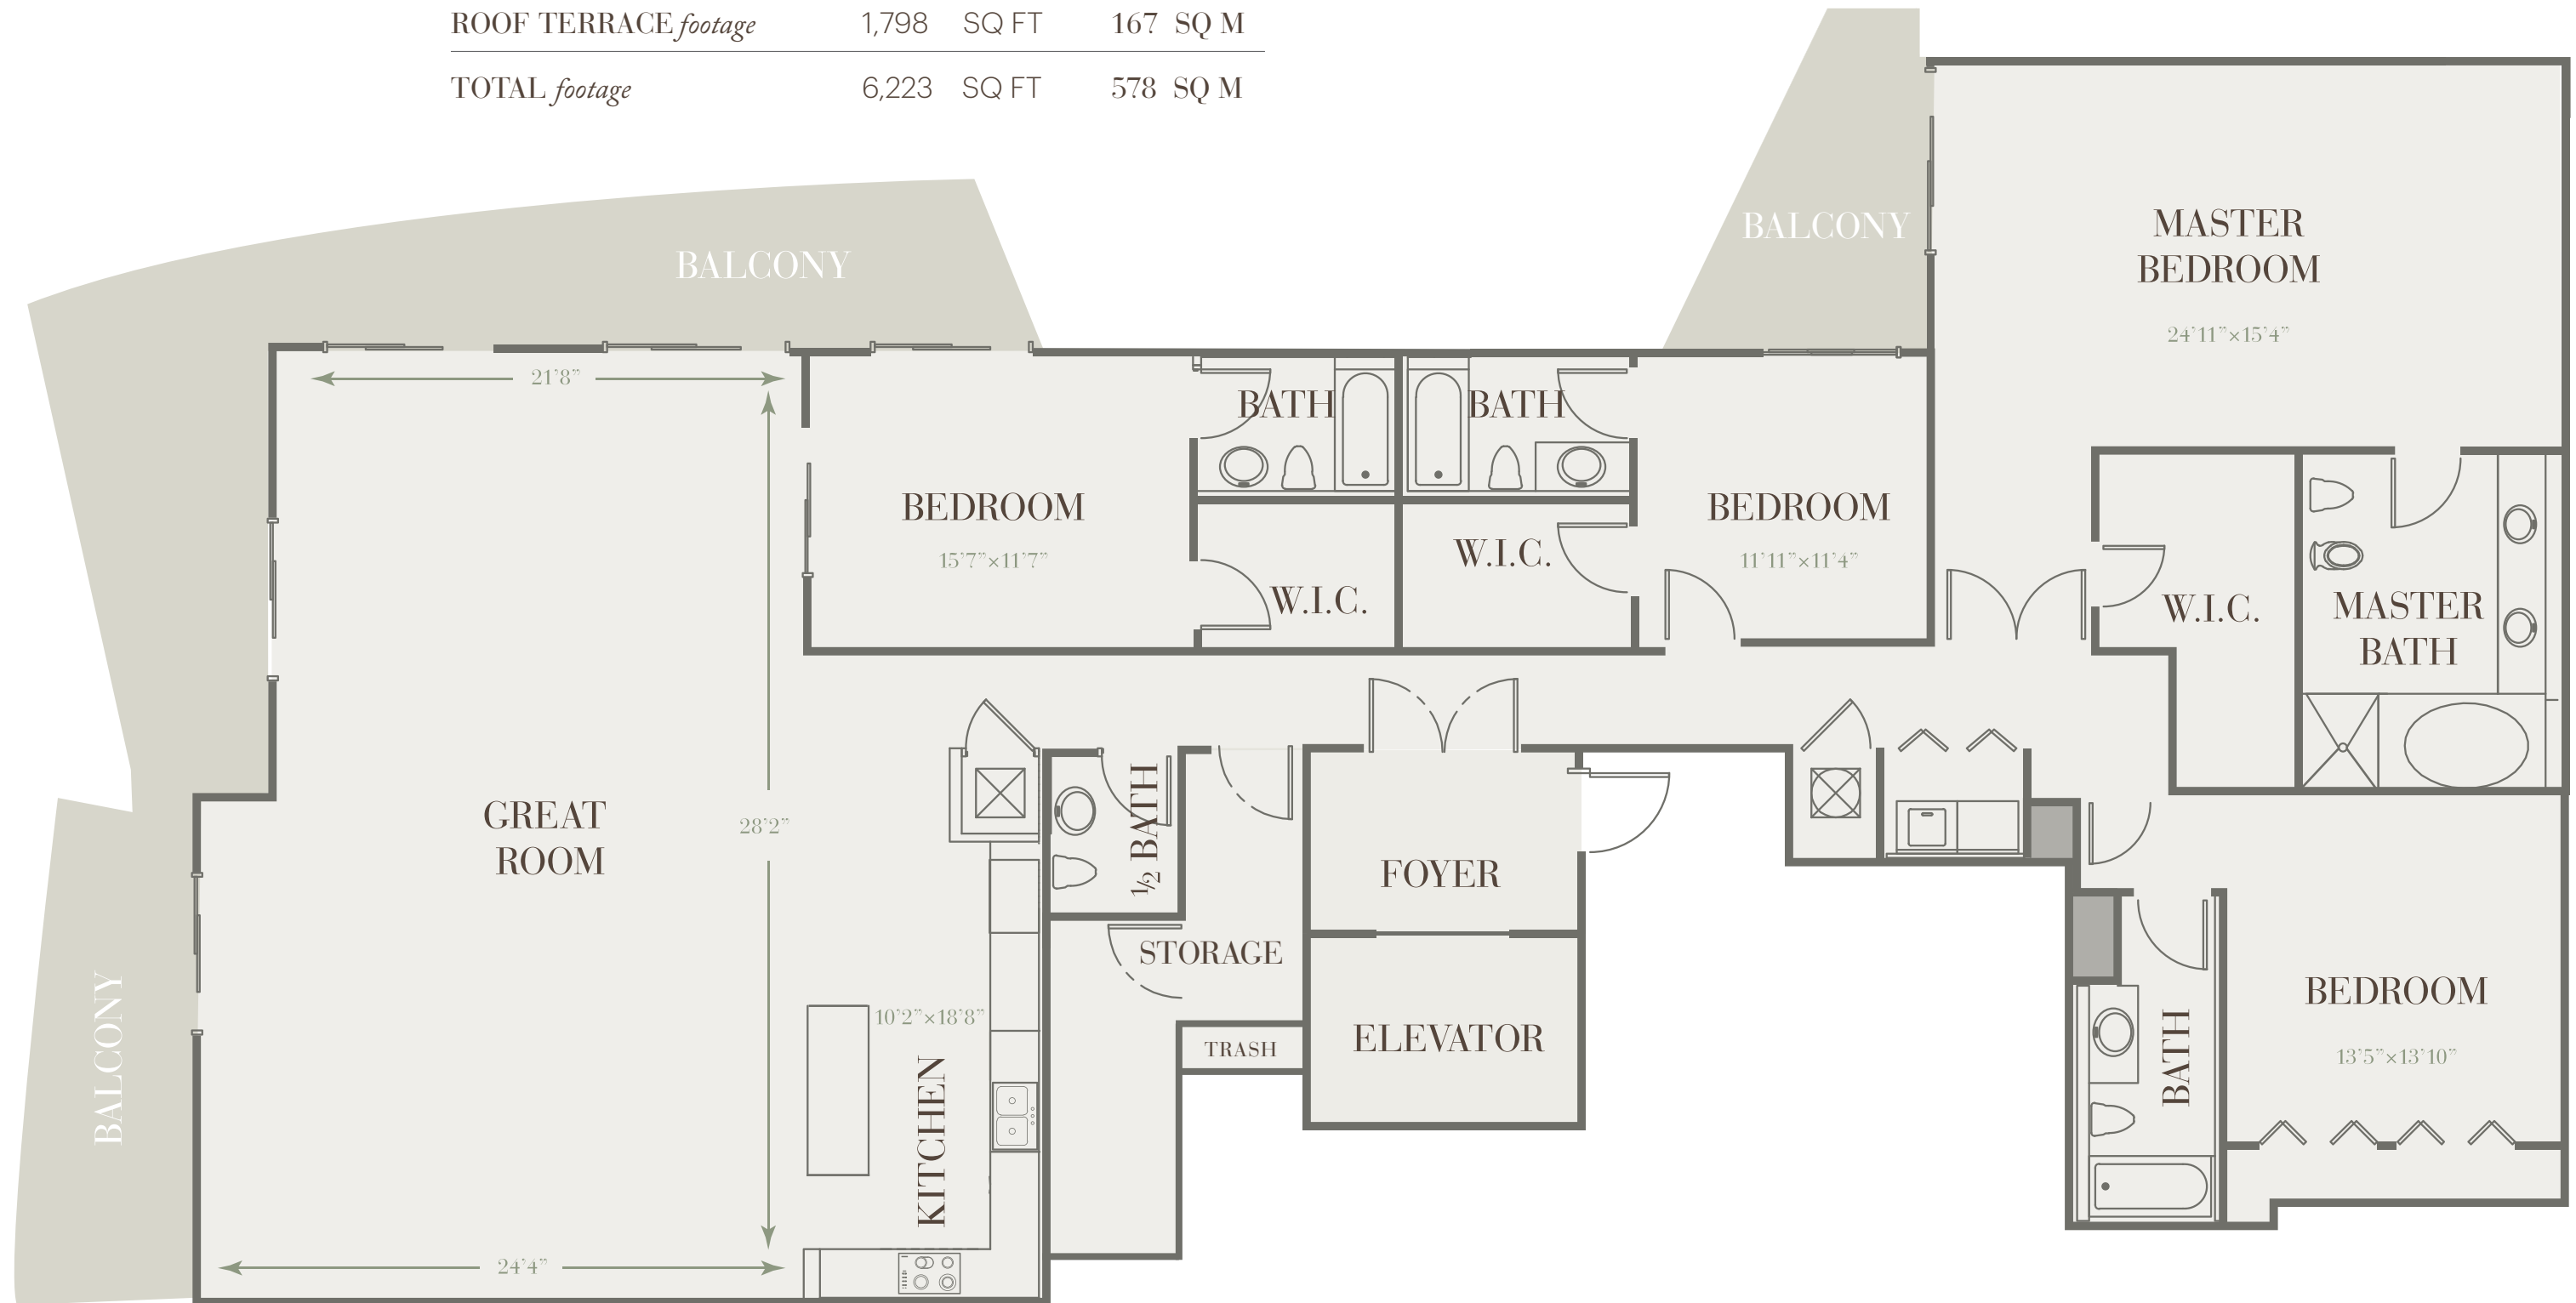 ROOF TERRACE footage 1,798 SQ FT 167 SQ M
TOTAL footage 6,223 SQ FT 578 SQ M
BALCONY
BALCONY
MASTER
BEDROOM
24'11"×15'4"
21'8"
BATH
BATH
BEDROOM
15'7"×11'7"
W.I.C.
W.I.C.
BEDROOM
11'11"×11'4"
W.I.C.
MASTER
BATH
GREAT
ROOM
28'2"
½ BATH
FOYER
STORAGE
BALCONY
10'2"×18'8"
KITCHEN
TRASH
ELEVATOR
BATH
BEDROOM
13'5"×13'10"
24'4"